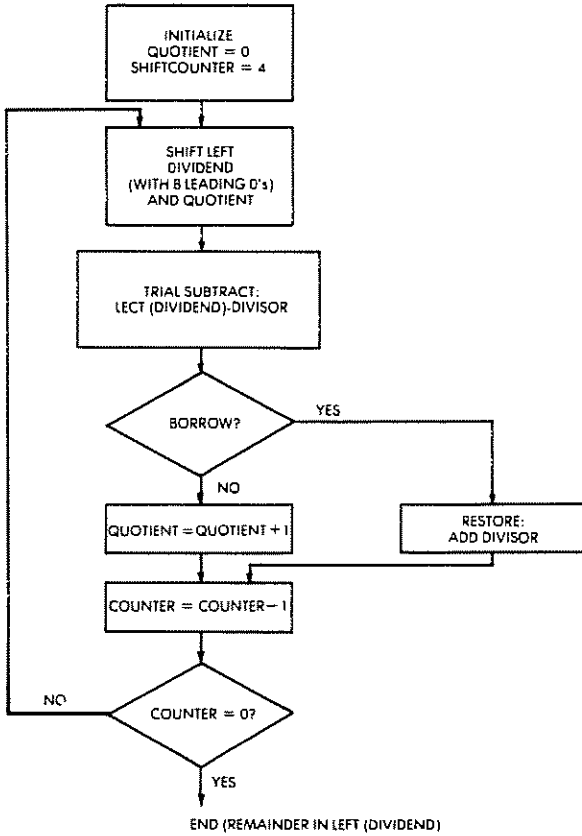 INITIALIZE
QUOTIENT = 0
SHIFTCOUNTER = 4
SHIFT LEFT
DIVIDEND
(WITH 8 LEADING 0's)
AND QUOTIENT
TRIAL SUBTRACT:
LECT (DIVIDEND)-DIVISOR
BORROW?
YES
NO
QUOTIENT = QUOTIENT + 1
RESTORE:
ADD DIVISOR
COUNTER = COUNTER - 1
NO
COUNTER = 0?
YES
END (REMAINDER IN LEFT (DIVIDEND)